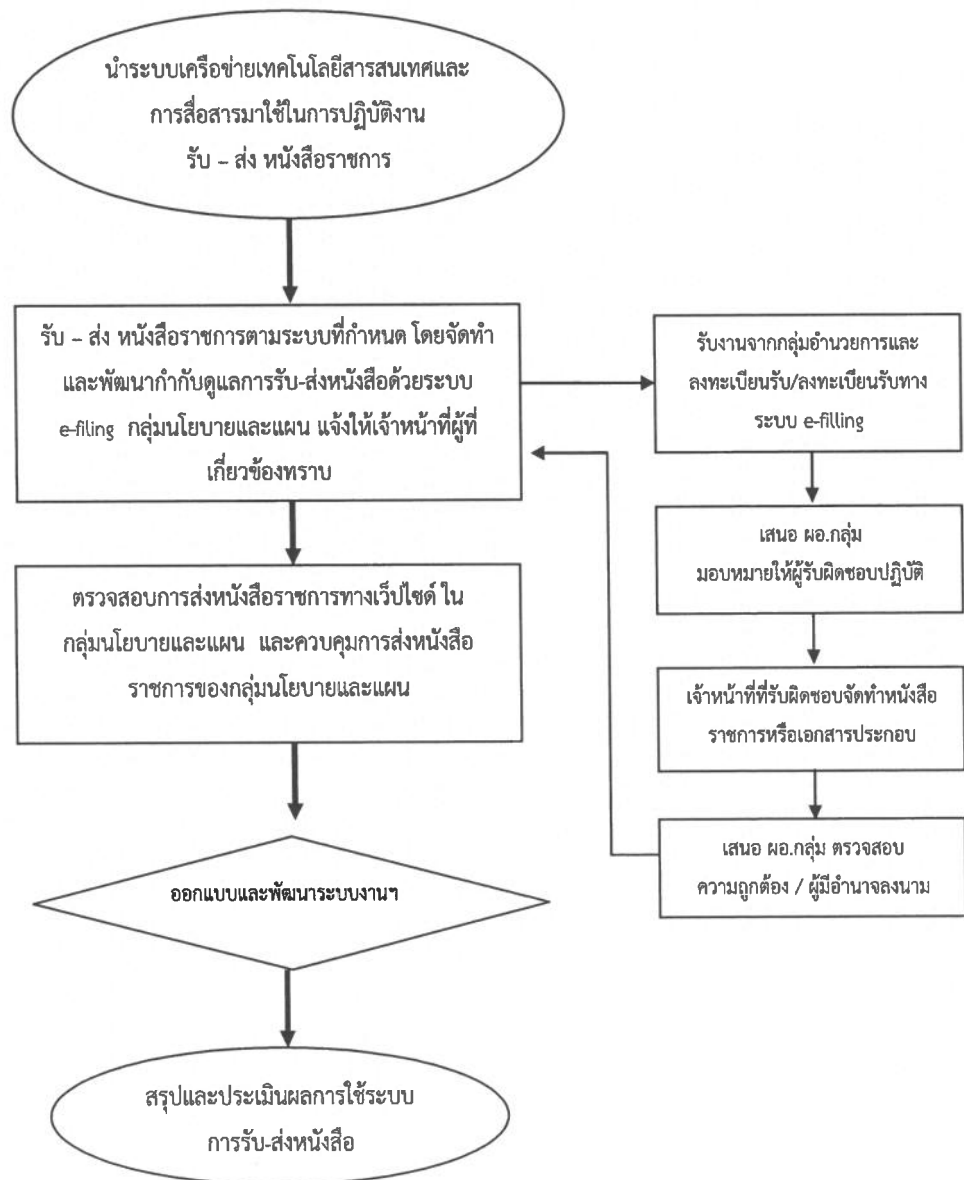 นำระบบเครือข่ายเทคโนโลยีสารสนเทศและ
การสื่อสารมาใช้ในการปฏิบัติงาน
รับ – ส่ง หนังสือราชการ
รับ – ส่ง หนังสือราชการตามระบบที่กำหนด โดยจัดทำ
และพัฒนากำกับดูแลการรับ-ส่งหนังสือด้วยระบบ
e-filing กลุ่มนโยบายและแผน แจ้งให้เจ้าหน้าที่ผู้ที่
เกี่ยวข้องทราบ
รับงานจากกลุ่มอำนวยการและ
ลงทะเบียนรับ/ลงทะเบียนรับทาง
ระบบ e-filling
เสนอ ผอ.กลุ่ม
มอบหมายให้ผู้รับผิดชอบปฏิบัติ
เจ้าหน้าที่ที่รับผิดชอบจัดทำหนังสือ
ราชการหรือเอกสารประกอบ
เสนอ ผอ.กลุ่ม ตรวจสอบ
ความถูกต้อง / ผู้มีอำนาจลงนาม
ตรวจสอบการส่งหนังสือราชการทางเว็ปไซด์ ใน
กลุ่มนโยบายและแผน และควบคุมการส่งหนังสือ
ราชการของกลุ่มนโยบายและแผน
ออกแบบและพัฒนาระบบงานฯ
สรุปและประเมินผลการใช้ระบบ
การรับ-ส่งหนังสือ